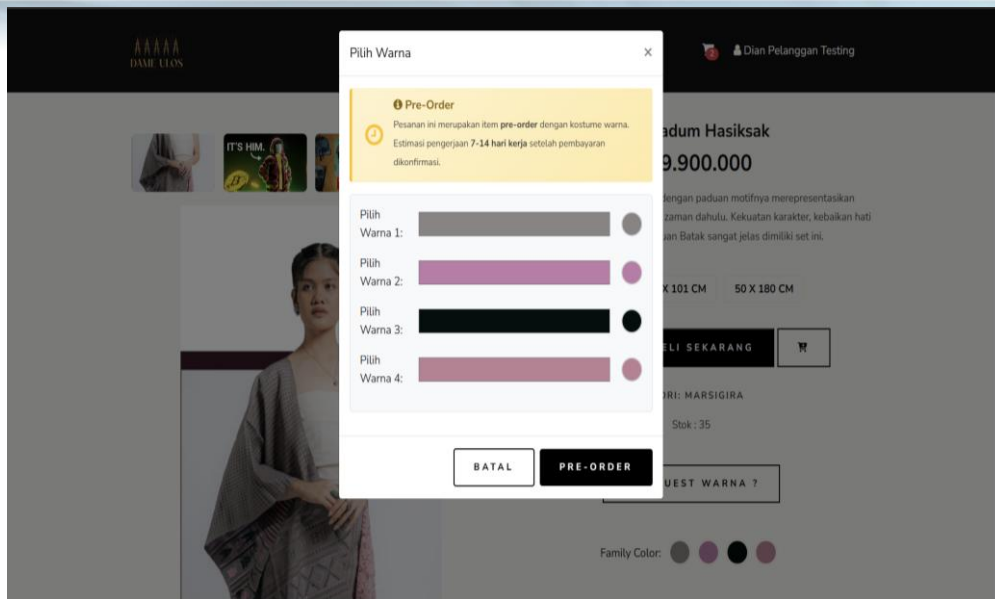 DAME ULOS
2
Dian Pelanggan Testing
Pilih Warna
×
Pre-Order
Pesanan ini merupakan item pre-order dengan kostume warna.
Estimasi pengerjaan 7-14 hari kerja setelah pembayaran
dikonfirmasi.
Pilih
Warna 1:
Pilih
Warna 2:
Pilih
Warna 3:
Pilih
Warna 4:
BATAL
PRE-ORDER
IT'S HIM.
adum Hasiksak
9.900.000
dengan paduan motifnya merepresentasikan
zaman dahulu. Kekuatan karakter, kebaikan hati
uan Batak sangat jelas dimiliki set ini.
X 101 CM
50 X 180 CM
ELI SEKARANG
ORI: MARSIGIRA
Stok : 35
UEST WARNA ?
Family Color: